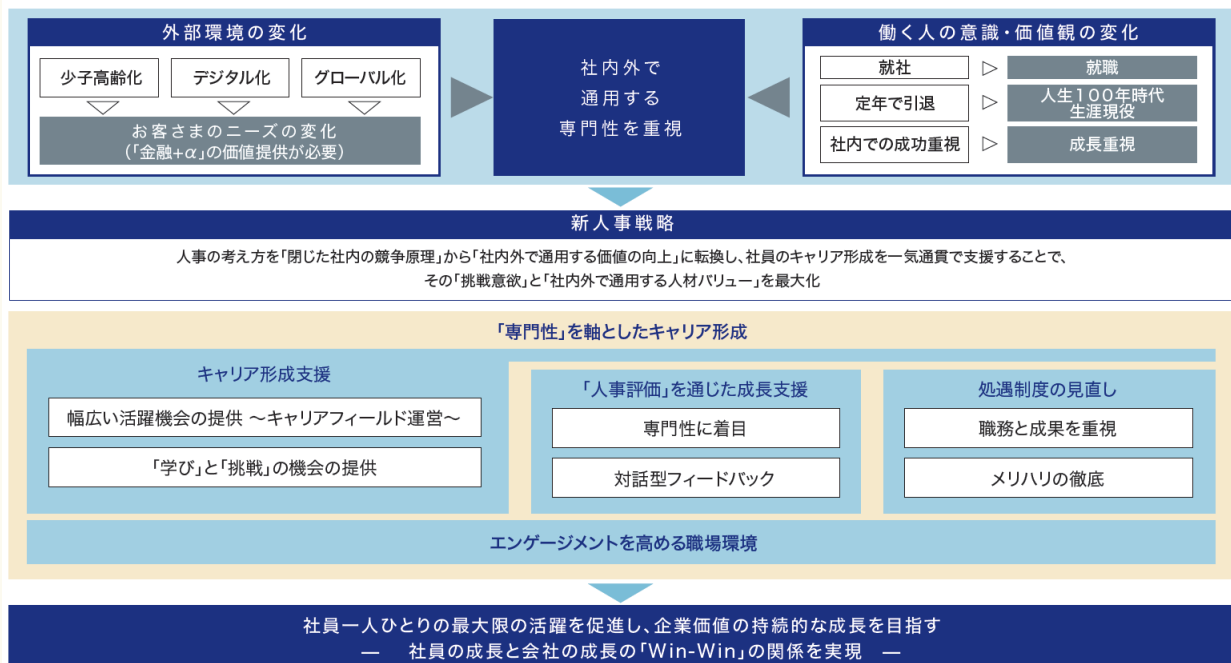 外部環境の変化
少子高齢化
デジタル化
グローバル化
お客さまのニーズの変化
(「金融+α」の価値提供が必要)
社内外で
通用する
専門性を重視
働く人の意識・価値観の変化
就社 ▷ 就職
定年で引退 ▷ 人生100年時代
生涯現役
社内での成功重視 ▷ 成長重視
新人事戦略
人事の考え方を「閉じた社内の競争原理」から「社内外で通用する価値の向上」に転換し、社員のキャリア形成を一気通貫で支援することで、
その「挑戦意欲」と「社内外で通用する人材バリュー」を最大化
「専門性」を軸としたキャリア形成
キャリア形成支援
幅広い活躍機会の提供 ～キャリアフィールド運営～
「学び」と「挑戦」の機会の提供
「人事評価」を通じた成長支援
専門性に着目
対話型フィードバック
処遇制度の見直し
職務と成果を重視
メリハリの徹底
エンゲージメントを高める職場環境
社員一人ひとりの最大限の活躍を促進し、企業価値の持続的な成長を目指す
— 社員の成長と会社の成長の「Win-Win」の関係を実現 —